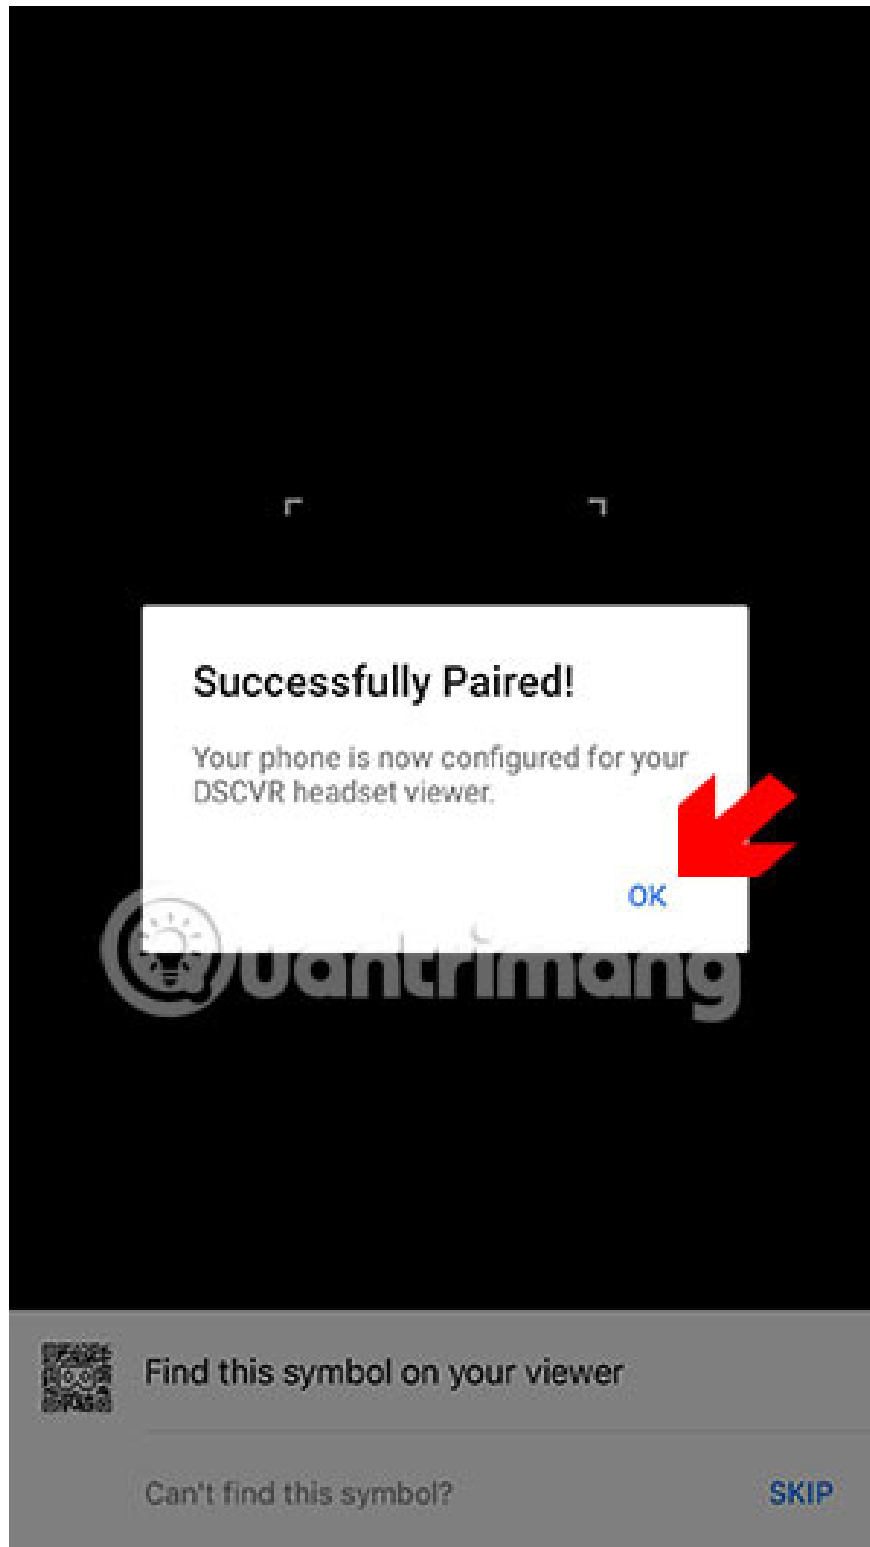 Successfully Paired!
Your phone is now configured for your
DSCVR headset viewer.
OK
Quantrimang
Find this symbol on your viewer
Can't find this symbol?
SKIP